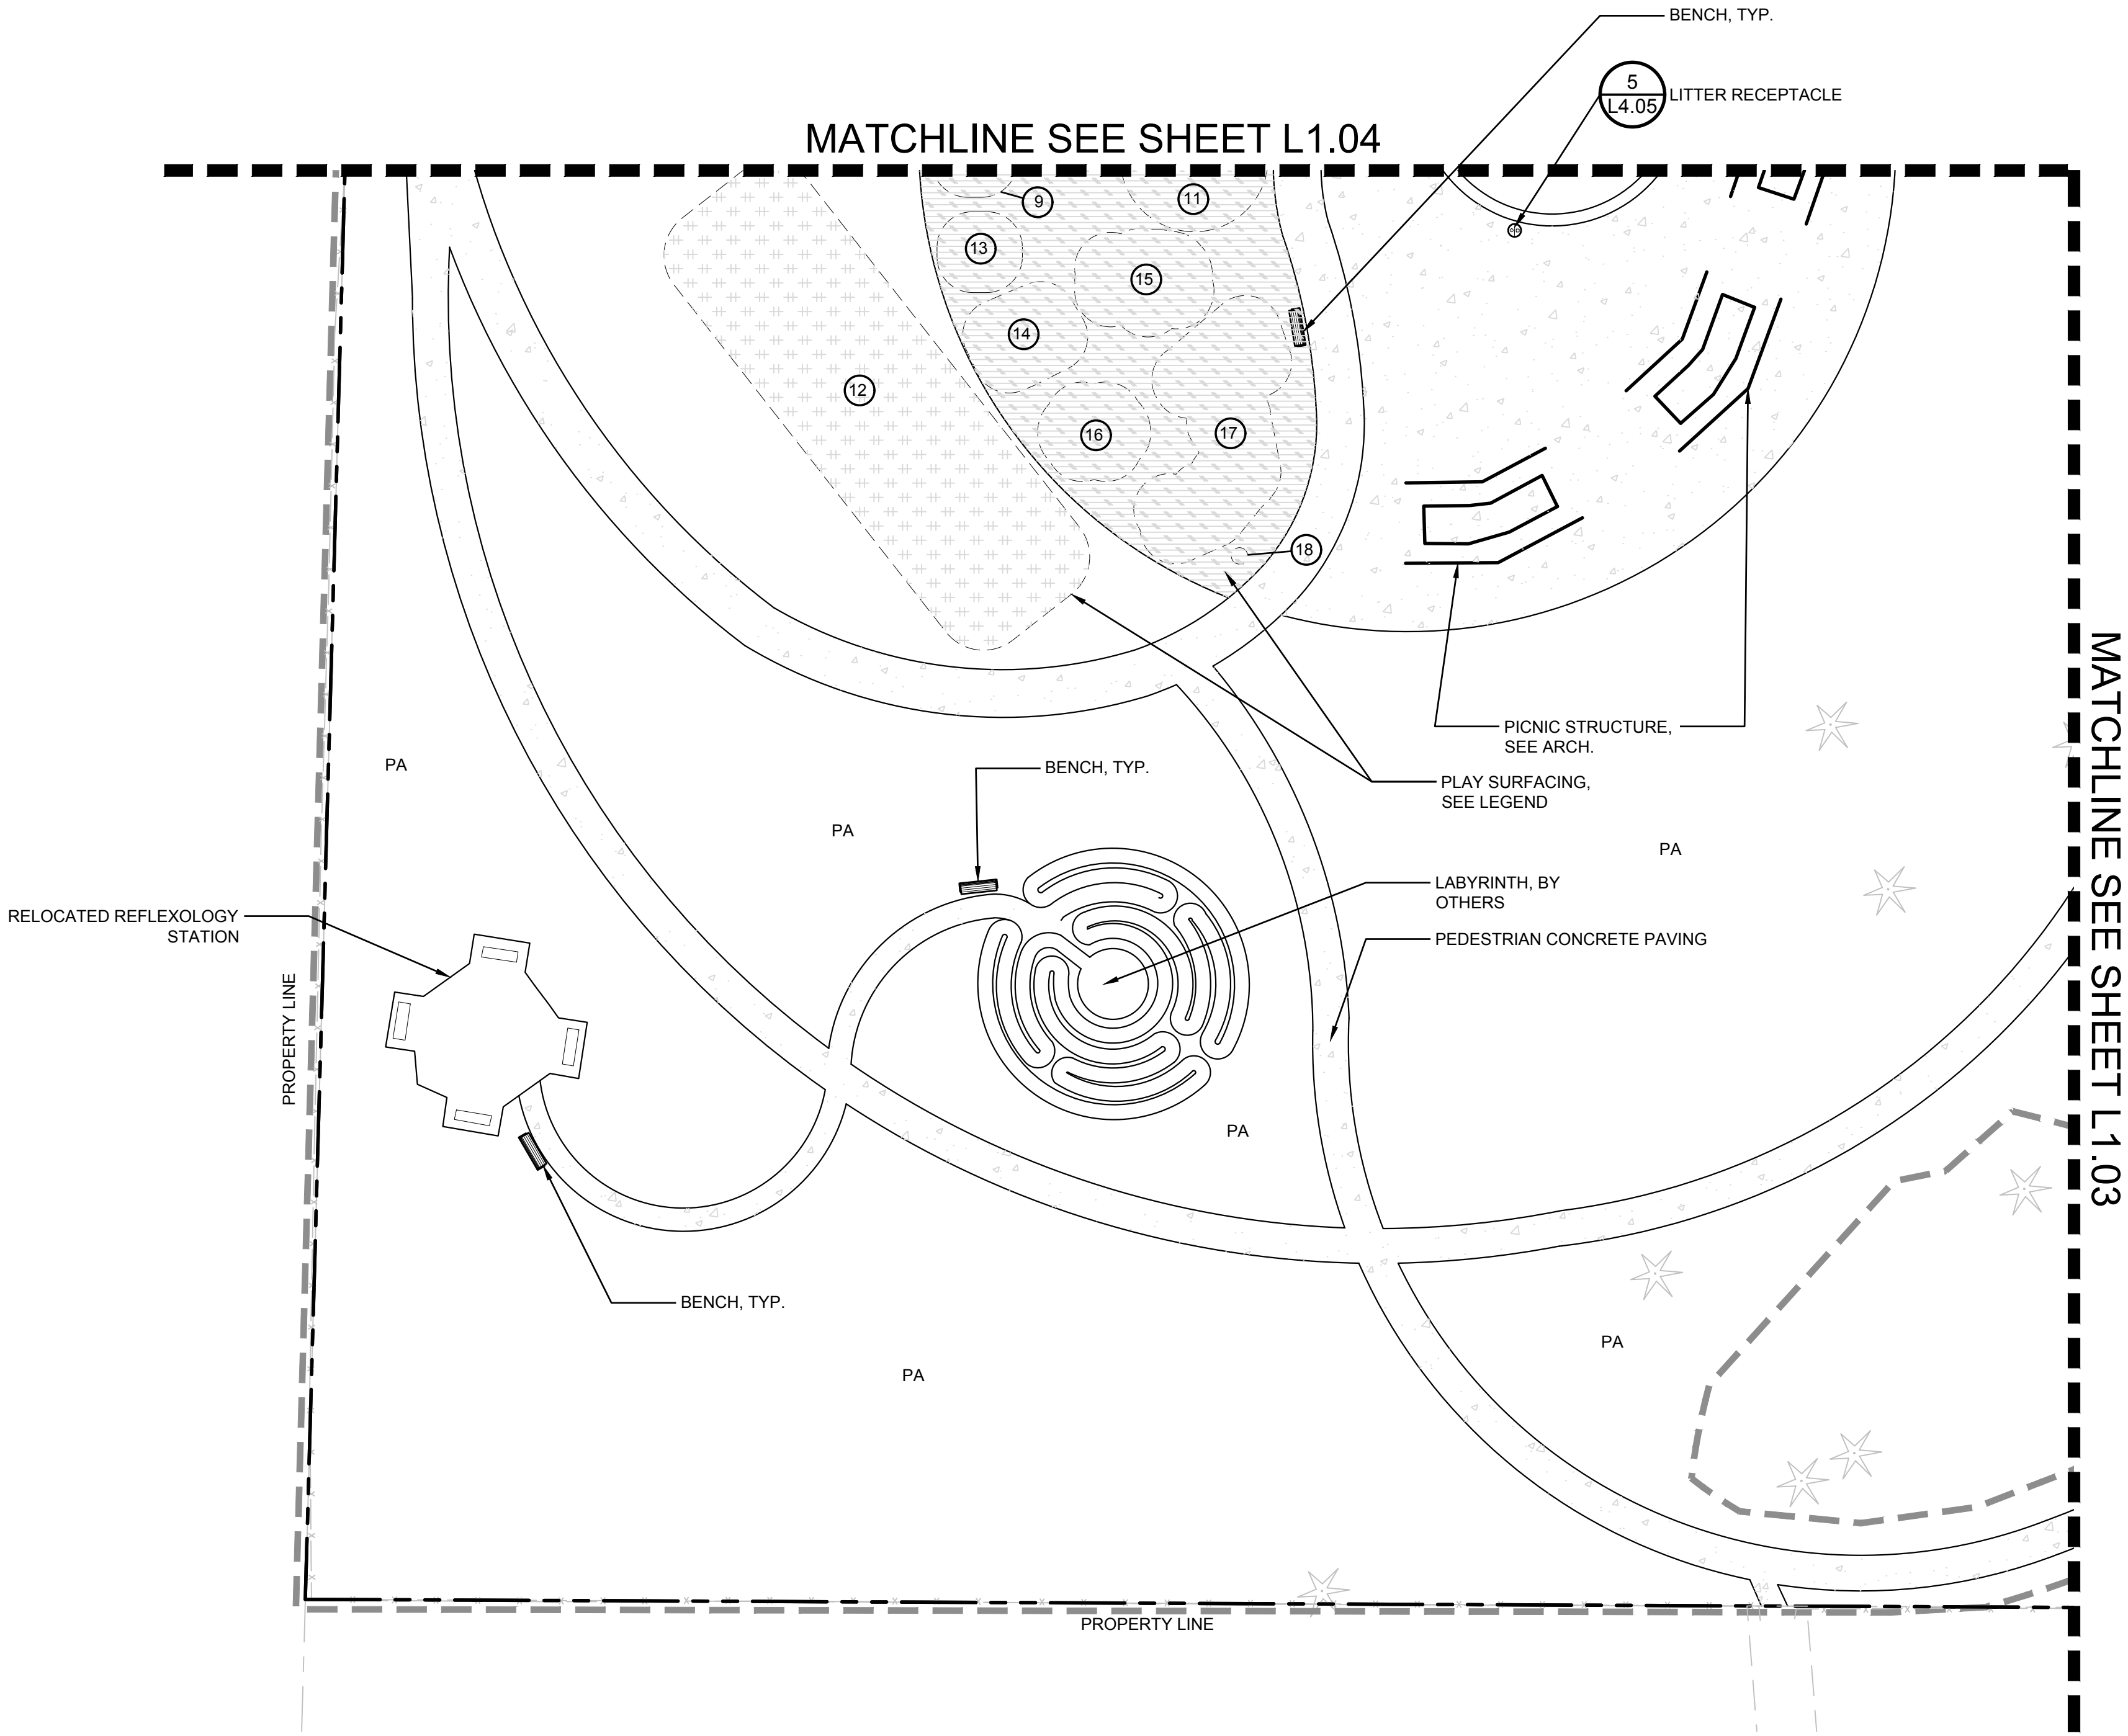 BENCH, TYP.
5
L4.05
LITTER RECEPTACLE
MATCHLINE SEE SHEET L1.04
9
11
13
15
14
12
16
17
18
PICNIC STRUCTURE,
SEE ARCH.
PA
BENCH, TYP.
PLAY SURFACING,
SEE LEGEND
PA
PA
LABYRINTH, BY
OTHERS
RELOCATED REFLEXOLOGY
STATION
PEDESTRIAN CONCRETE PAVING
MATCHLINE SEE SHEET L1.03
PROPERTY LINE
PA
BENCH, TYP.
PA
PA
PROPERTY LINE